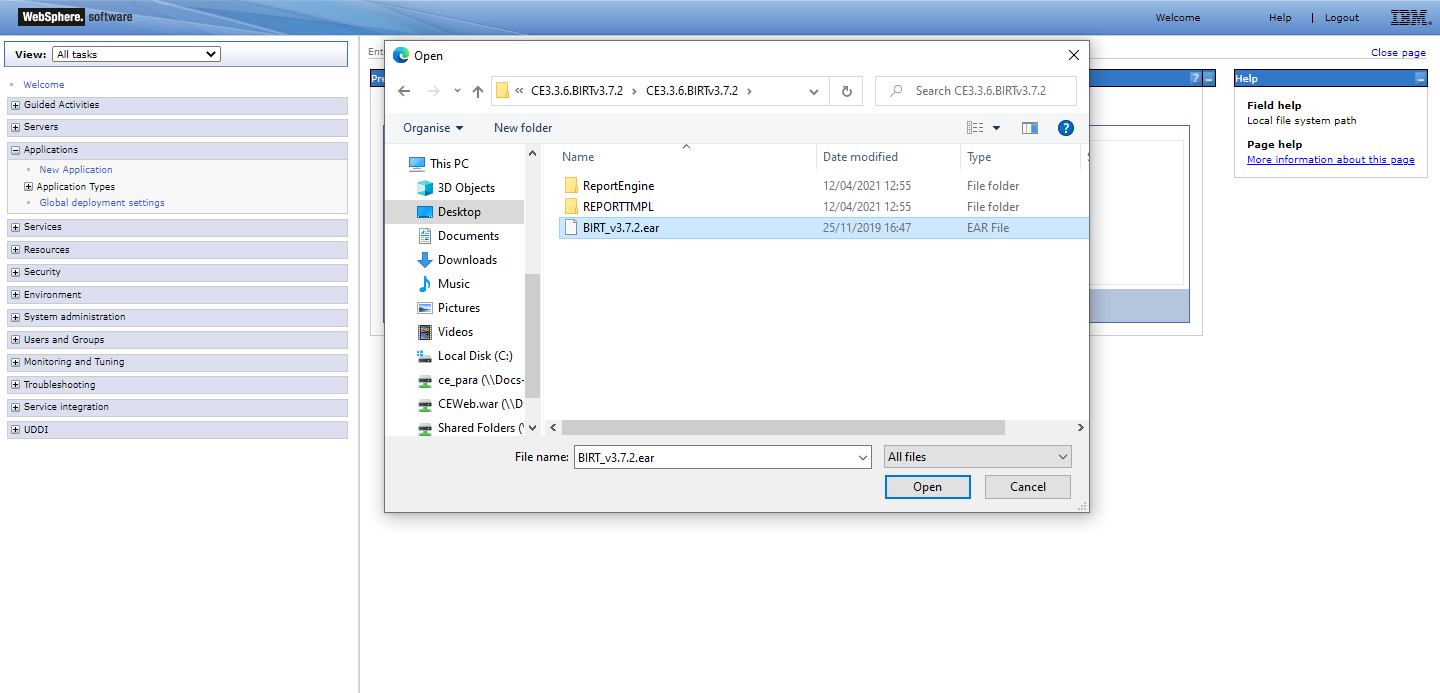 WebSphere. software
Welcome Help | Logout IBM.
View: All tasks
Welcome
Guided Activities
Servers
Applications
New Application
Application Types
Global deployment settings
Services
Resources
Security
Environment
System administration
Users and Groups
Monitoring and Tuning
Troubleshooting
Service integration
UDDI
Close page
Ent
Pre
? 
Help
Field help
Local file system path
Page help
More information about this page
Open
« CE3.3.6.BIRTv3.7.2 › CE3.3.6.BIRTv3.7.2 ›
Search CE3.3.6.BIRTv3.7.2
Organise New folder
?
This PC
3D Objects
Desktop
Documents
Downloads
Music
Pictures
Videos
Local Disk (C:)
ce_para (\\Docs-
CEWeb.war (\\D
Shared Folders (
Name Date modified Type
ReportEngine 12/04/2021 12:55 File folder
REPORTTMPL 12/04/2021 12:55 File folder
BIRT_v3.7.2.ear 25/11/2019 16:47 EAR File
File name: BIRT_v3.7.2.ear All files
Open Cancel